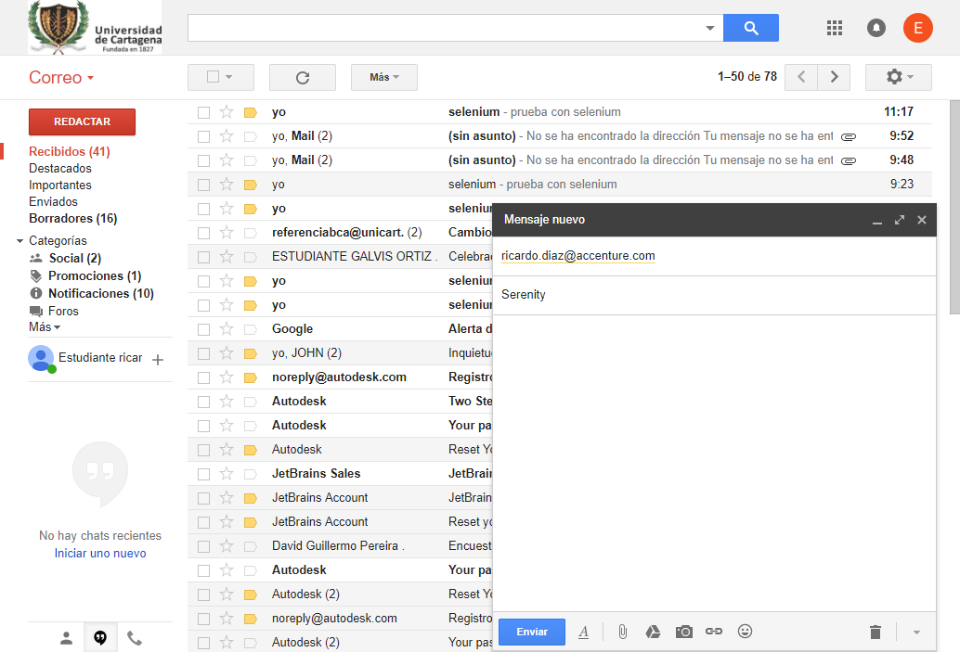 Universidad
de Cartagena
Fundada en 1827
E
Correo
Más
1–50 de 78
REDACTAR
Recibidos (41)
Destacados
Importantes
Enviados
Borradores (16)
Categorías
Social (2)
Promociones (1)
Notificaciones (10)
Foros
Más
Estudiante ricar
No hay chats recientes
Iniciar uno nuevo
yo selenium - prueba con selenium 11:17
yo, Mail (2) (sin asunto) - No se ha encontrado la dirección Tu mensaje no se ha ent 9:52
yo, Mail (2) (sin asunto) - No se ha encontrado la dirección Tu mensaje no se ha ent 9:48
yo selenium - prueba con selenium 9:23
yo seleniu
referenciabca@unicart. (2) Cambio
ESTUDIANTE GALVIS ORTIZ . Celebra
yo seleniu
yo seleniu
Google Alerta d
yo, JOHN (2) Inquietu
noreply@autodesk.com Registro
Autodesk Two Ste
Autodesk Your pa
Autodesk Reset Yo
JetBrains Sales JetBrain
JetBrains Account JetBrain
JetBrains Account Reset yo
David Guillermo Pereira . Encuest
Autodesk Your pa
Autodesk (2) Reset Yo
noreply@autodesk.com Registro
Autodesk (2) Your pas
Mensaje nuevo
ricardo.diaz@accenture.com
Serenity
Enviar
A